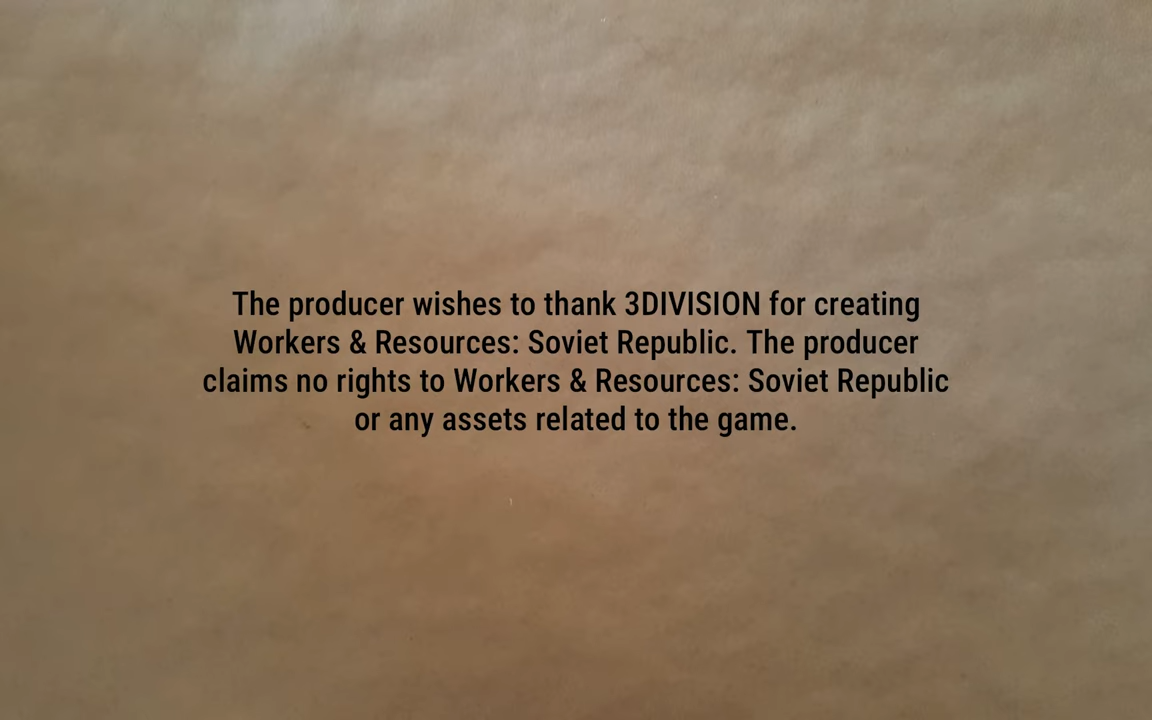 The producer wishes to thank 3DIVISION for creating
Workers & Resources: Soviet Republic. The producer
claims no rights to Workers & Resources: Soviet Republic
or any assets related to the game.